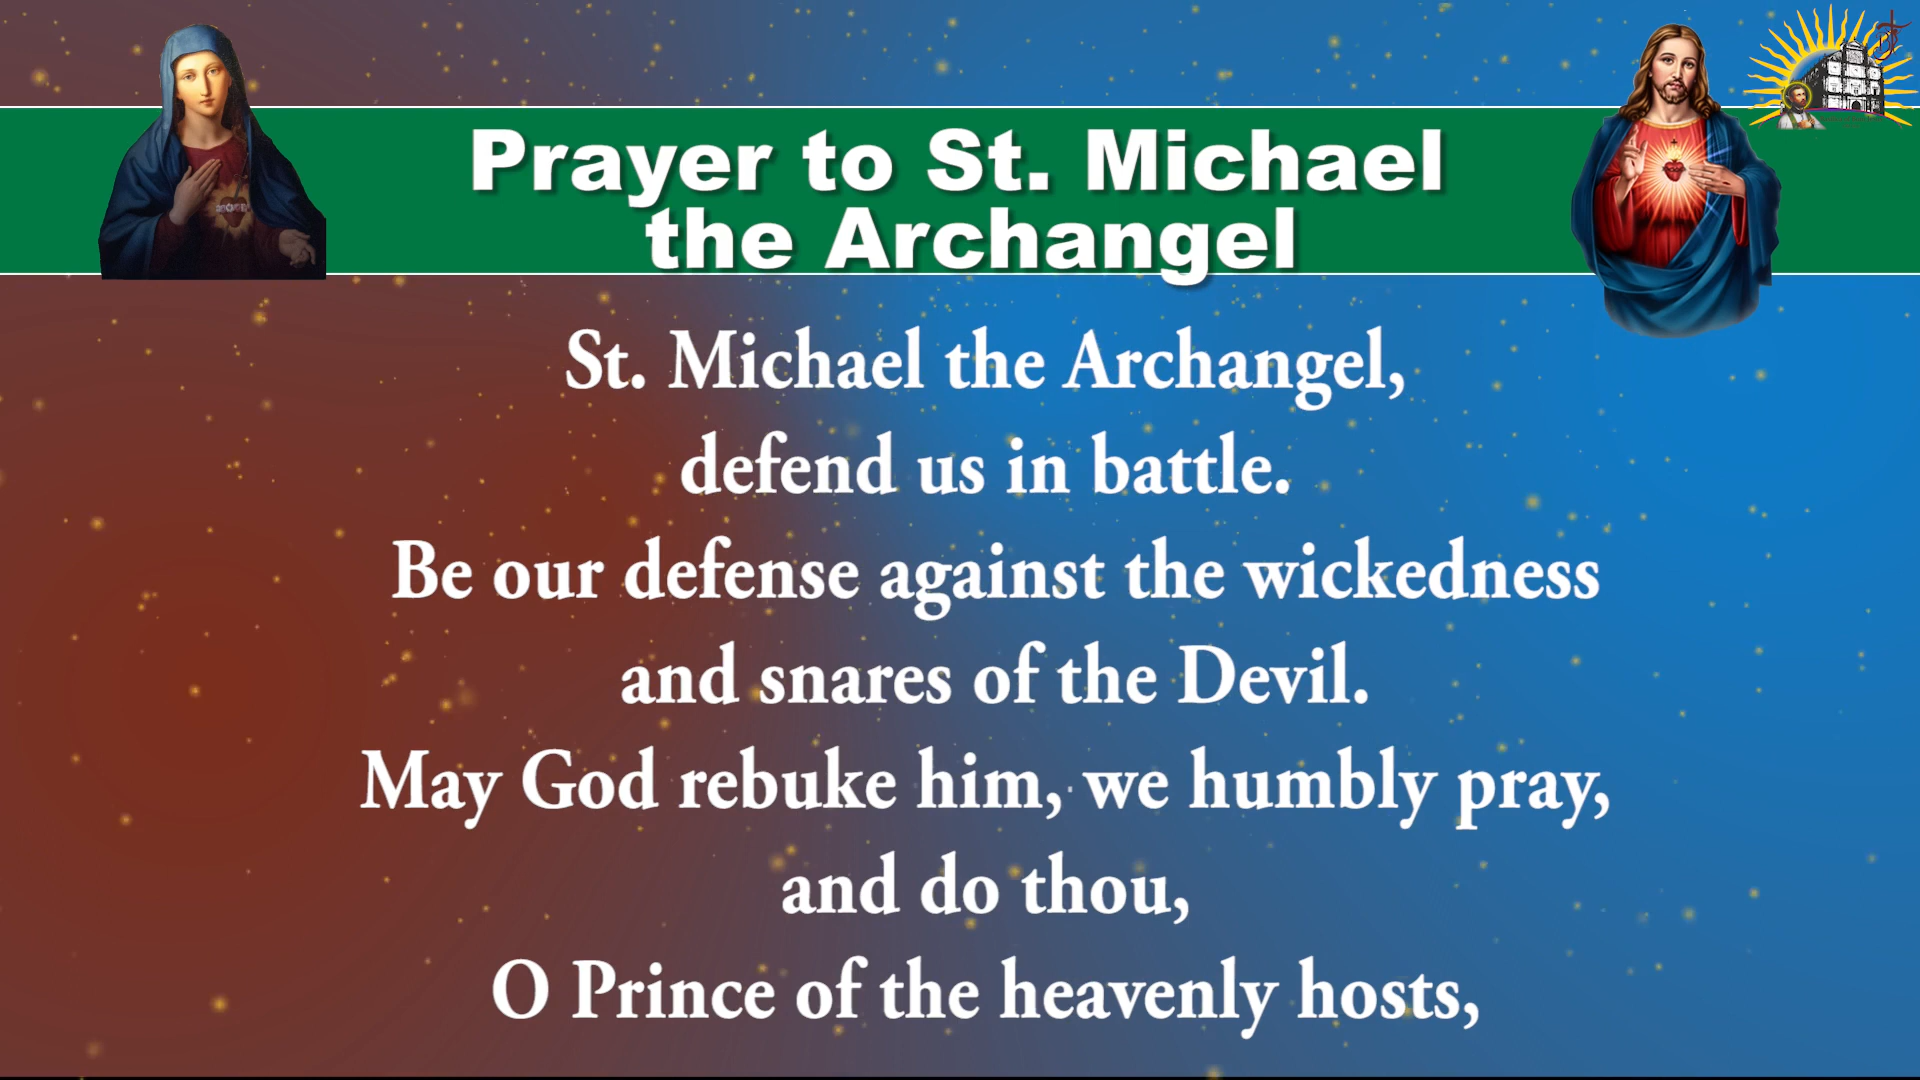 Prayer to St. Michael
the Archangel
St. Michael the Archangel,
defend us in battle.
Be our defense against the wickedness
and snares of the Devil.
May God rebuke him, we humbly pray,
and do thou,
O Prince of the heavenly hosts,